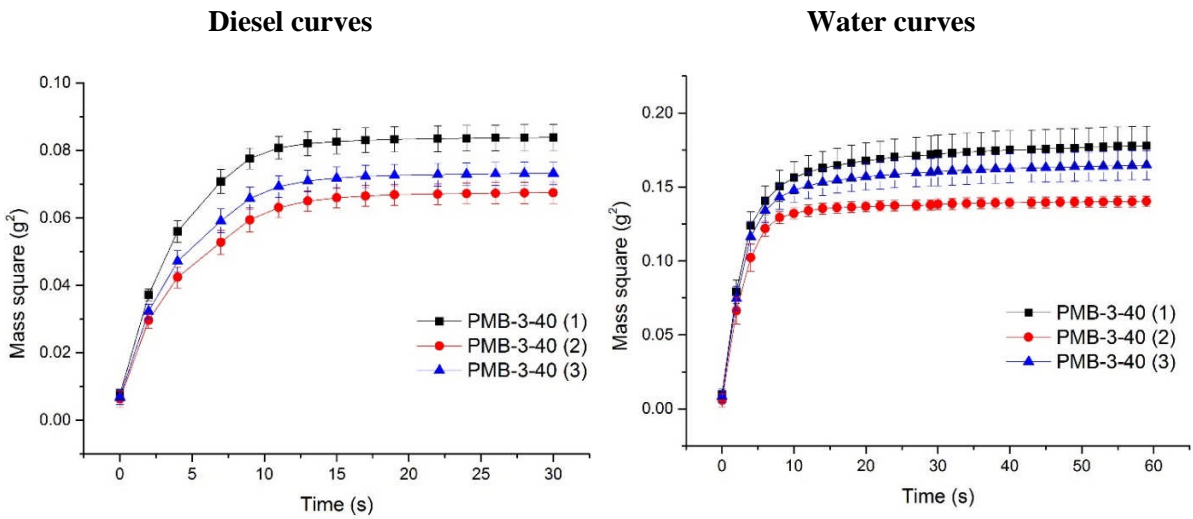 Diesel curves
Mass square (g²)
0.10
0.08
0.06
0.04
0.02
0.00
PMB-3-40 (1)
PMB-3-40 (2)
PMB-3-40 (3)
0 5 10 15 20 25 30
Time (s)
Water curves
Mass square (g²)
0.20
0.15
0.10
0.05
0.00
PMB-3-40 (1)
PMB-3-40 (2)
PMB-3-40 (3)
0 10 20 30 40 50 60
Time (s)